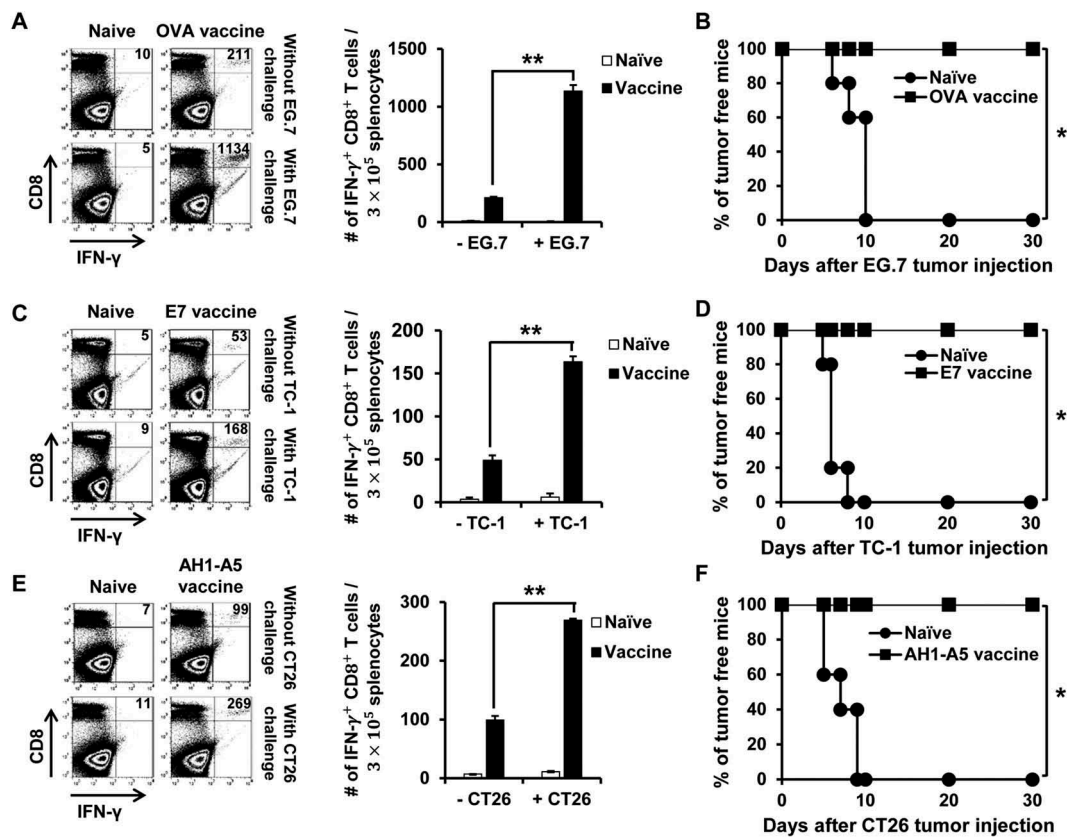 A
Naive OVA vaccine
10 211
5 1134
Without EG.7
challenge
With EG.7
challenge
CD8
IFN-γ
# of IFN-γ+ CD8+ T cells /
3 × 10⁵ splenocytes
1500
1000
500
0
**
Naïve
Vaccine
- EG.7 + EG.7
B
% of tumor free mice
100
80
60
40
20
0
Naïve
OVA vaccine
*
0 10 20 30
Days after EG.7 tumor injection
C
Naive E7 vaccine
5 53
9 168
Without TC-1
challenge
With TC-1
challenge
CD8
IFN-γ
# of IFN-γ+ CD8+ T cells /
3 × 10⁵ splenocytes
200
150
100
50
0
**
Naïve
Vaccine
- TC-1 + TC-1
D
% of tumor free mice
100
80
60
40
20
0
Naïve
E7 vaccine
*
0 10 20 30
Days after TC-1 tumor injection
E
Naive AH1-A5
vaccine
7 99
11 269
Without CT26
challenge
With CT26
challenge
CD8
IFN-γ
# of IFN-γ+ CD8+ T cells /
3 × 10⁵ splenocytes
300
200
100
0
**
Naïve
Vaccine
- CT26 + CT26
F
% of tumor free mice
100
80
60
40
20
0
Naïve
AH1-A5 vaccine
*
0 10 20 30
Days after CT26 tumor injection